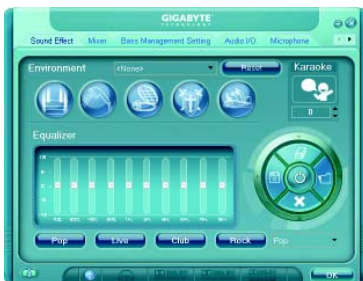 GIGABYTE
TECHNOLOGY
Sound Effect Mixer Bass Management Setting Audio I/O Microphone
Environment <None> Reset Karaoke
0
Equalizer
Pop Live Club Rock Pop
OK